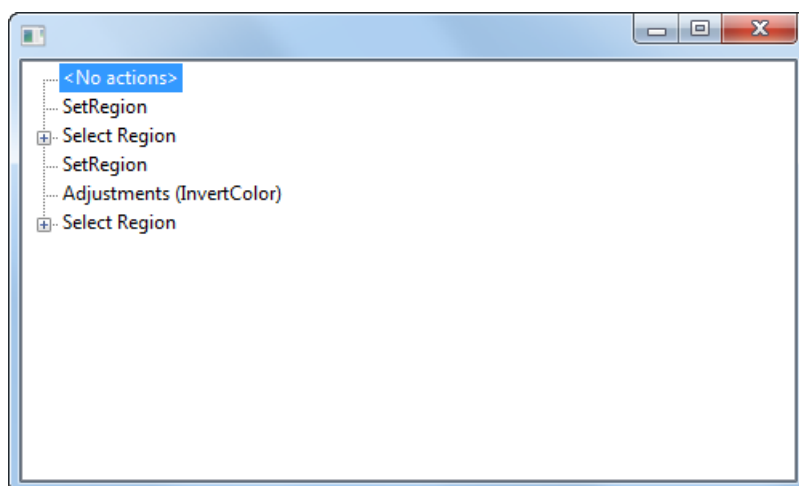 <No actions>
SetRegion
Select Region
SetRegion
Adjustments (InvertColor)
Select Region